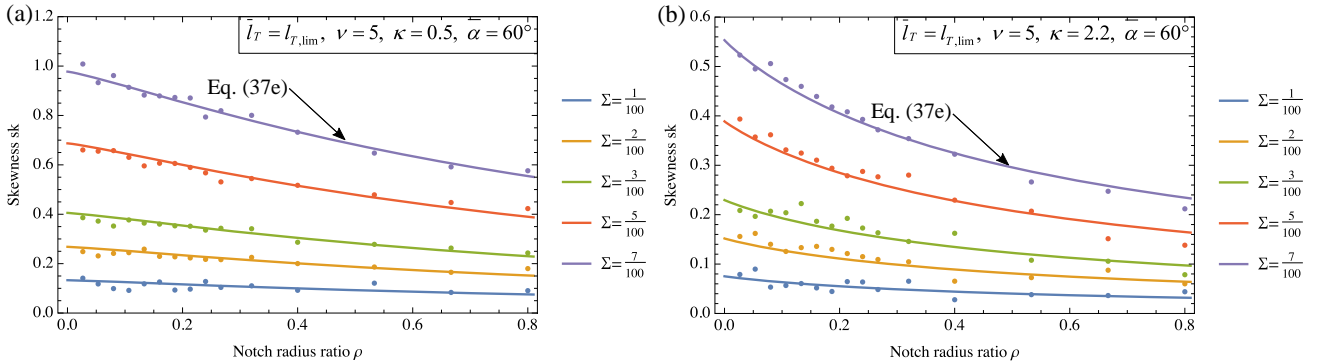 (a)
l̄_T = l_{T,lim}, ν = 5, κ = 0.5, ᾱ = 60°
Skewness sk
1.0
0.8
0.6
0.4
0.2
0.0
Eq. (37e)
0.0 0.2 0.4 0.6 0.8
Notch radius ratio ρ
Σ= 1/100
Σ= 2/100
Σ= 3/100
Σ= 5/100
Σ= 7/100
(b)
l̄_T = l_{T,lim}, ν = 5, κ = 2.2, ᾱ = 60°
Skewness sk
0.6
0.5
0.4
0.3
0.2
0.1
0.0
Eq. (37e)
0.0 0.2 0.4 0.6 0.8
Notch radius ratio ρ
Σ= 1/100
Σ= 2/100
Σ= 3/100
Σ= 5/100
Σ= 7/100